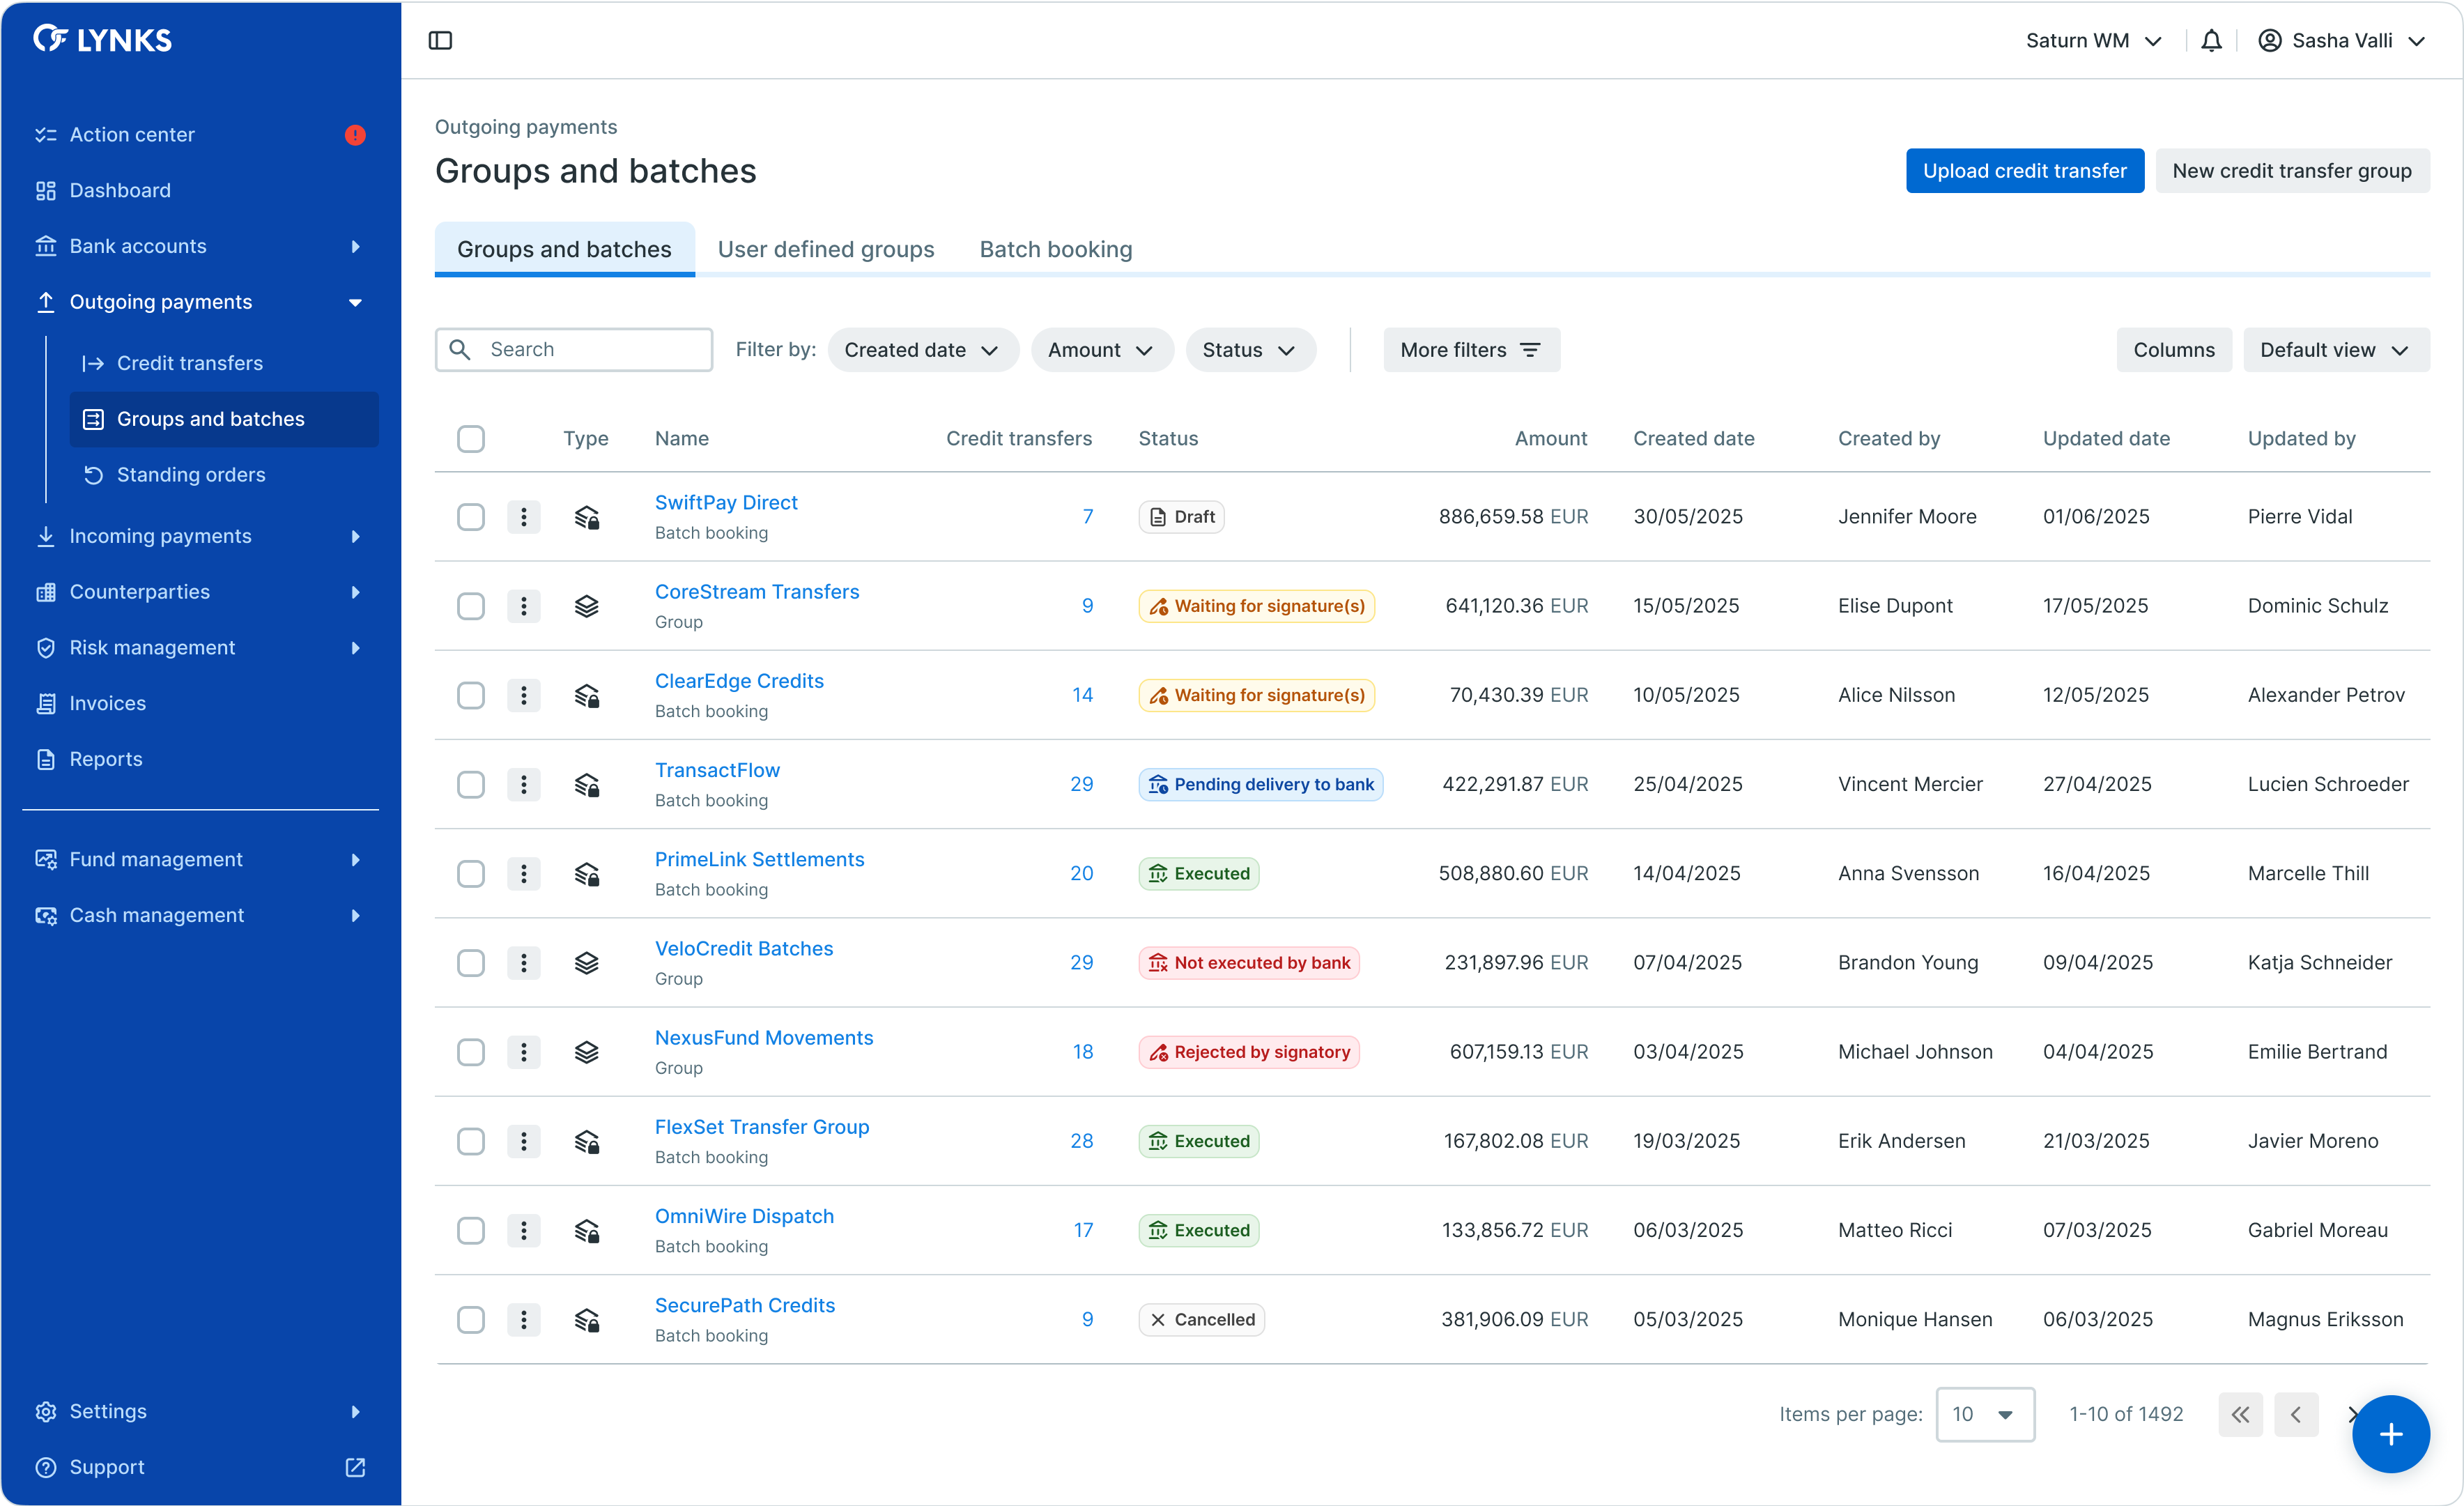 LYNKS
Saturn WM
Sasha Valli
Action center
Dashboard
Bank accounts
Outgoing payments
Credit transfers
Groups and batches
Standing orders
Incoming payments
Counterparties
Risk management
Invoices
Reports
Fund management
Cash management
Settings
Support
Outgoing payments
Groups and batches
Upload credit transfer
New credit transfer group
Groups and batches User defined groups Batch booking
Search Filter by: Created date Amount Status More filters Columns Default view
Type Name Credit transfers Status Amount Created date Created by Updated date Updated by
SwiftPay Direct
Batch booking
7 Draft 886,659.58 EUR 30/05/2025 Jennifer Moore 01/06/2025 Pierre Vidal
CoreStream Transfers
Group
9 Waiting for signature(s) 641,120.36 EUR 15/05/2025 Elise Dupont 17/05/2025 Dominic Schulz
ClearEdge Credits
Batch booking
14 Waiting for signature(s) 70,430.39 EUR 10/05/2025 Alice Nilsson 12/05/2025 Alexander Petrov
TransactFlow
Batch booking
29 Pending delivery to bank 422,291.87 EUR 25/04/2025 Vincent Mercier 27/04/2025 Lucien Schroeder
PrimeLink Settlements
Batch booking
20 Executed 508,880.60 EUR 14/04/2025 Anna Svensson 16/04/2025 Marcelle Thill
VeloCredit Batches
Group
29 Not executed by bank 231,897.96 EUR 07/04/2025 Brandon Young 09/04/2025 Katja Schneider
NexusFund Movements
Group
18 Rejected by signatory 607,159.13 EUR 03/04/2025 Michael Johnson 04/04/2025 Emilie Bertrand
FlexSet Transfer Group
Batch booking
28 Executed 167,802.08 EUR 19/03/2025 Erik Andersen 21/03/2025 Javier Moreno
OmniWire Dispatch
Batch booking
17 Executed 133,856.72 EUR 06/03/2025 Matteo Ricci 07/03/2025 Gabriel Moreau
SecurePath Credits
Batch booking
9 Cancelled 381,906.09 EUR 05/03/2025 Monique Hansen 06/03/2025 Magnus Eriksson
Items per page: 10 1-10 of 1492